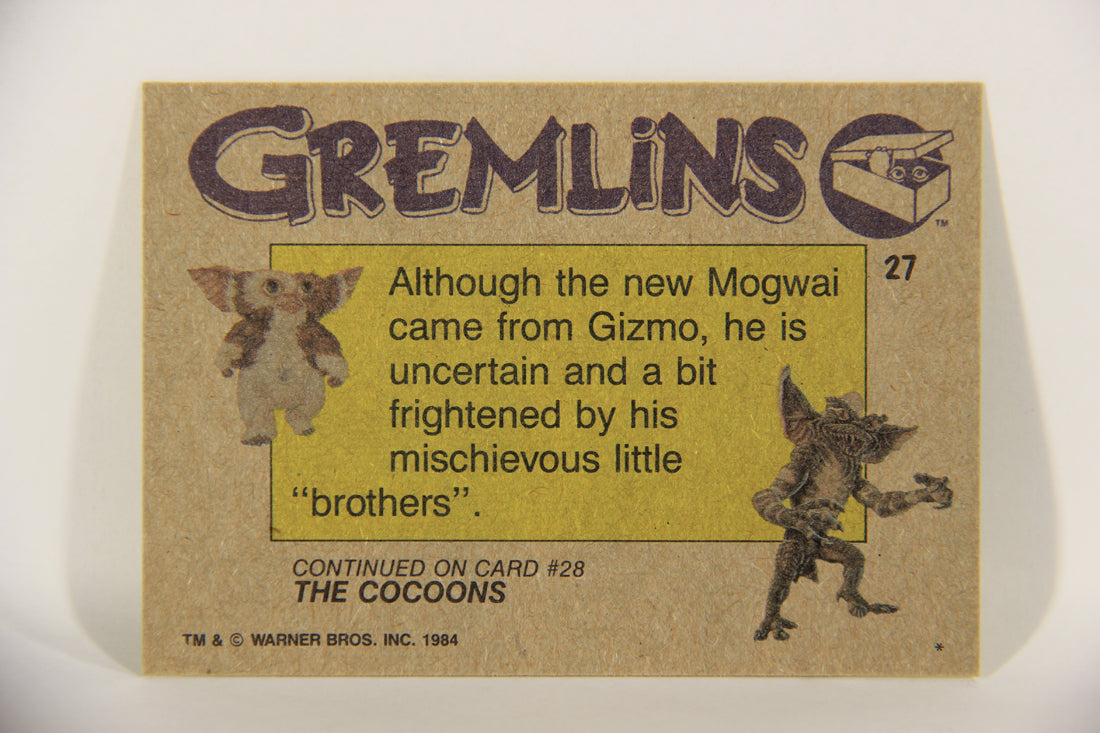 GREMLiNS
TM
27
Although the new Mogwai
came from Gizmo, he is
uncertain and a bit
frightened by his
mischievous little
“brothers”.
CONTINUED ON CARD #28
THE COCOONS
TM & © WARNER BROS. INC. 1984
*